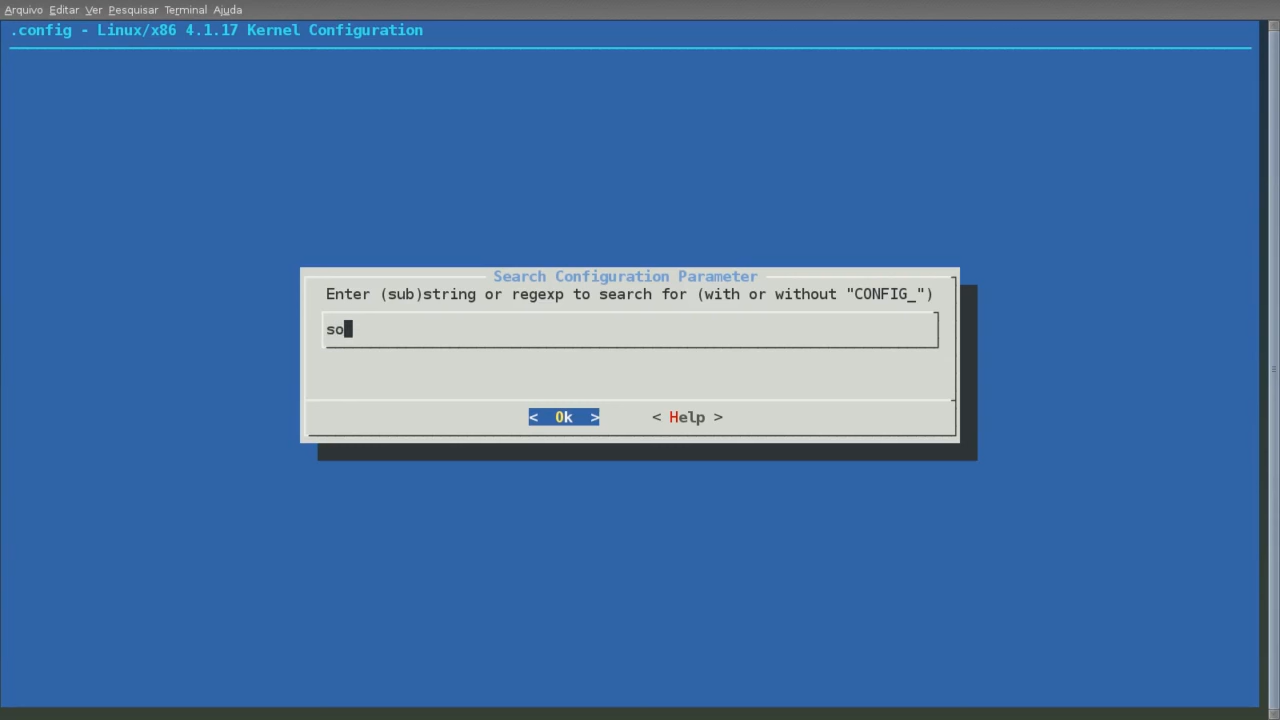 Arquivo Editar Ver Pesquisar Terminal Ajuda
.config - Linux/x86 4.1.17 Kernel Configuration
Search Configuration Parameter
Enter (sub)string or regexp to search for (with or without "CONFIG_")
so
< Ok > < Help >